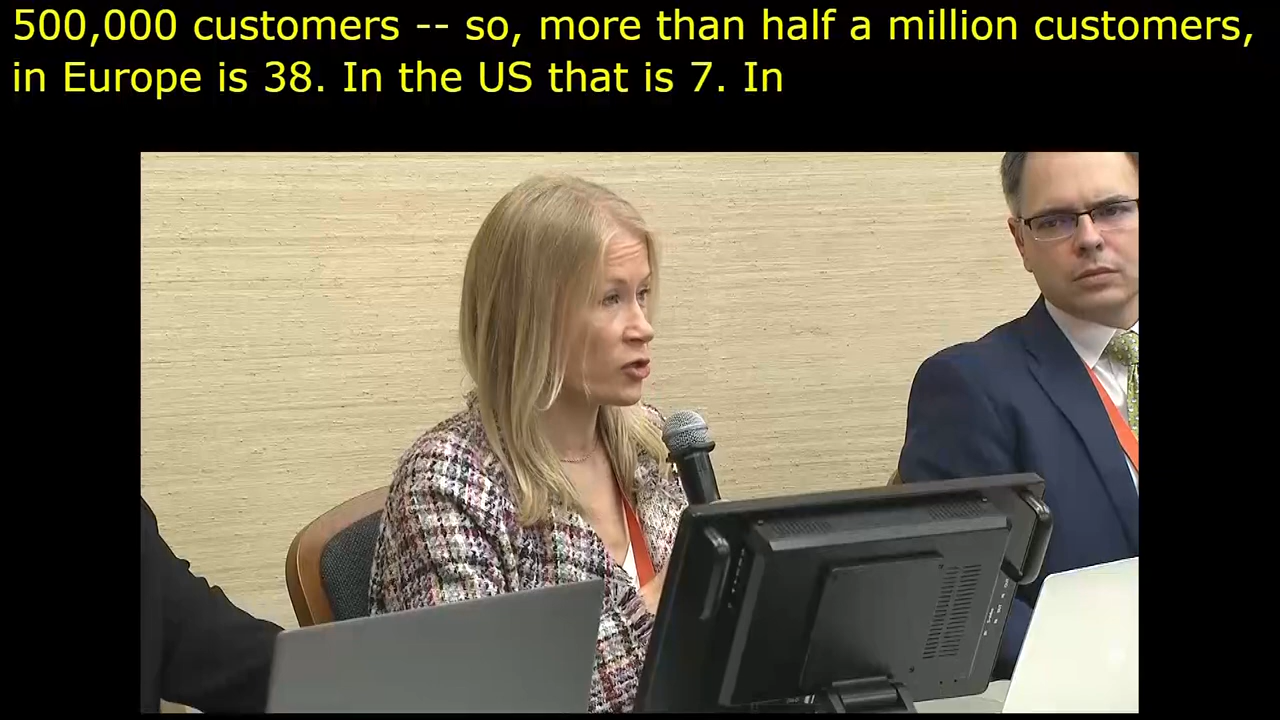 500,000 customers -- so, more than half a million customers,
in Europe is 38. In the US that is 7. In